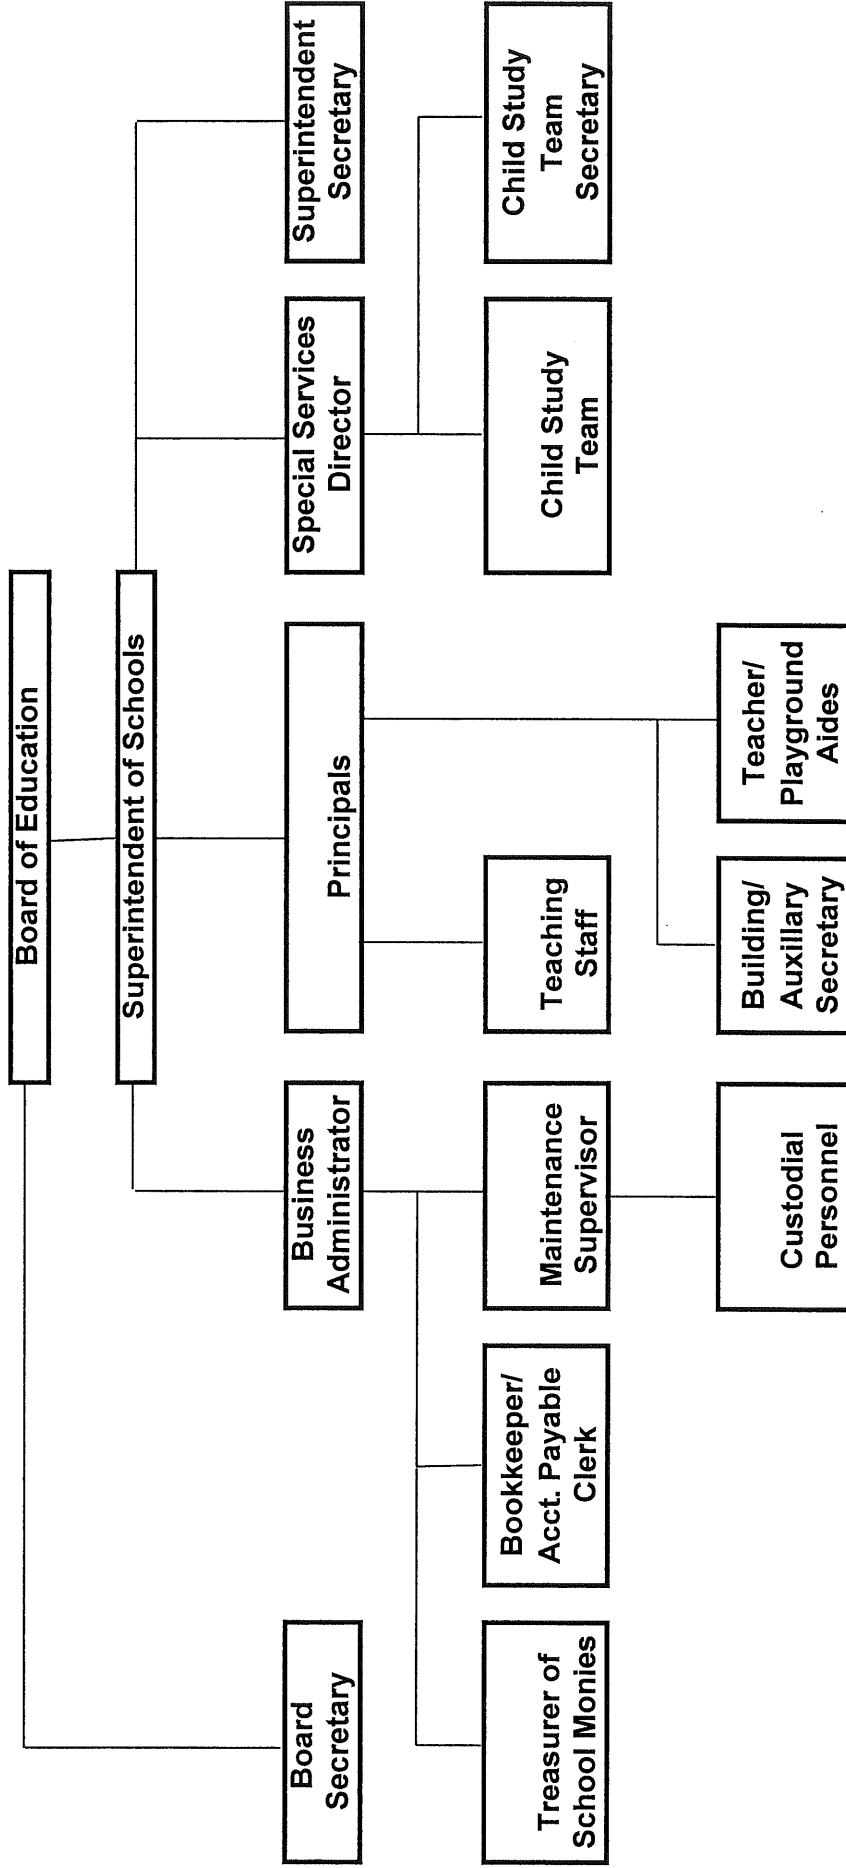 Board of Education
Superintendent of Schools
Board
Secretary
Business
Administrator
Principals
Special Services
Director
Superintendent
Secretary
Treasurer of
School Monies
Bookkeeper/
Acct. Payable
Clerk
Maintenance
Supervisor
Teaching
Staff
Child Study
Team
Child Study
Team
Secretary
Custodial
Personnel
Building/
Auxillary
Secretary
Teacher/
Playground
Aides